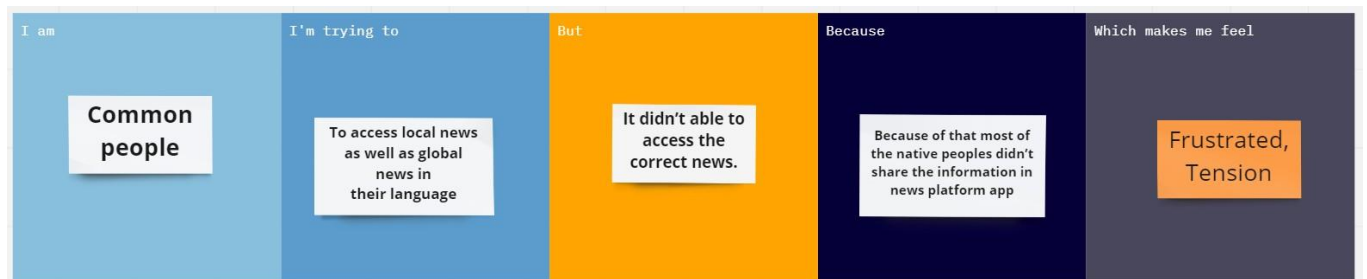 I am
Common
people
I'm trying to
To access local news
as well as global
news in
their language
But
It didn't able to
access the
correct news.
Because
Because of that most of
the native peoples didn't
share the information in
news platform app
Which makes me feel
Frustrated,
Tension